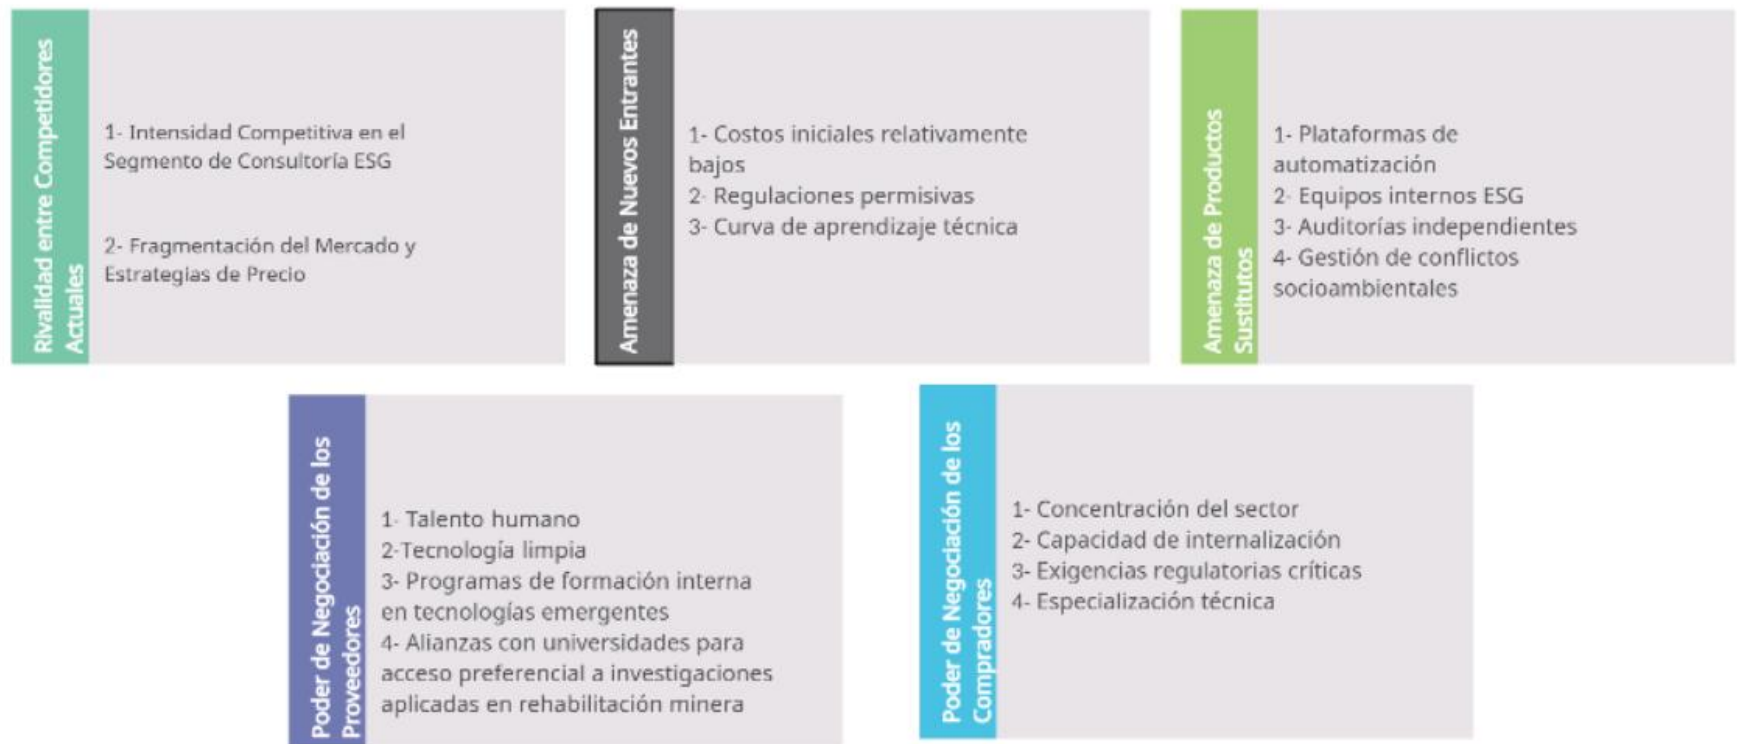 Rivalidad entre Competidores
Actuales
1- Intensidad Competitiva en el
Segmento de Consultoría ESG
2- Fragmentación del Mercado y
Estrategias de Precio
Amenaza de Nuevos Entrantes
1- Costos iniciales relativamente
bajos
2- Regulaciones permisivas
3- Curva de aprendizaje técnica
Amenaza de Productos
Sustitutos
1- Plataformas de
automatización
2- Equipos internos ESG
3- Auditorías independientes
4- Gestión de conflictos
socioambientales
Poder de Negociación de los
Proveedores
1- Talento humano
2-Tecnología limpia
3- Programas de formación interna
en tecnologías emergentes
4- Alianzas con universidades para
acceso preferencial a investigaciones
aplicadas en rehabilitación minera
Poder de Negociación de los
Compradores
1- Concentración del sector
2- Capacidad de internalización
3- Exigencias regulatorias críticas
4- Especialización técnica